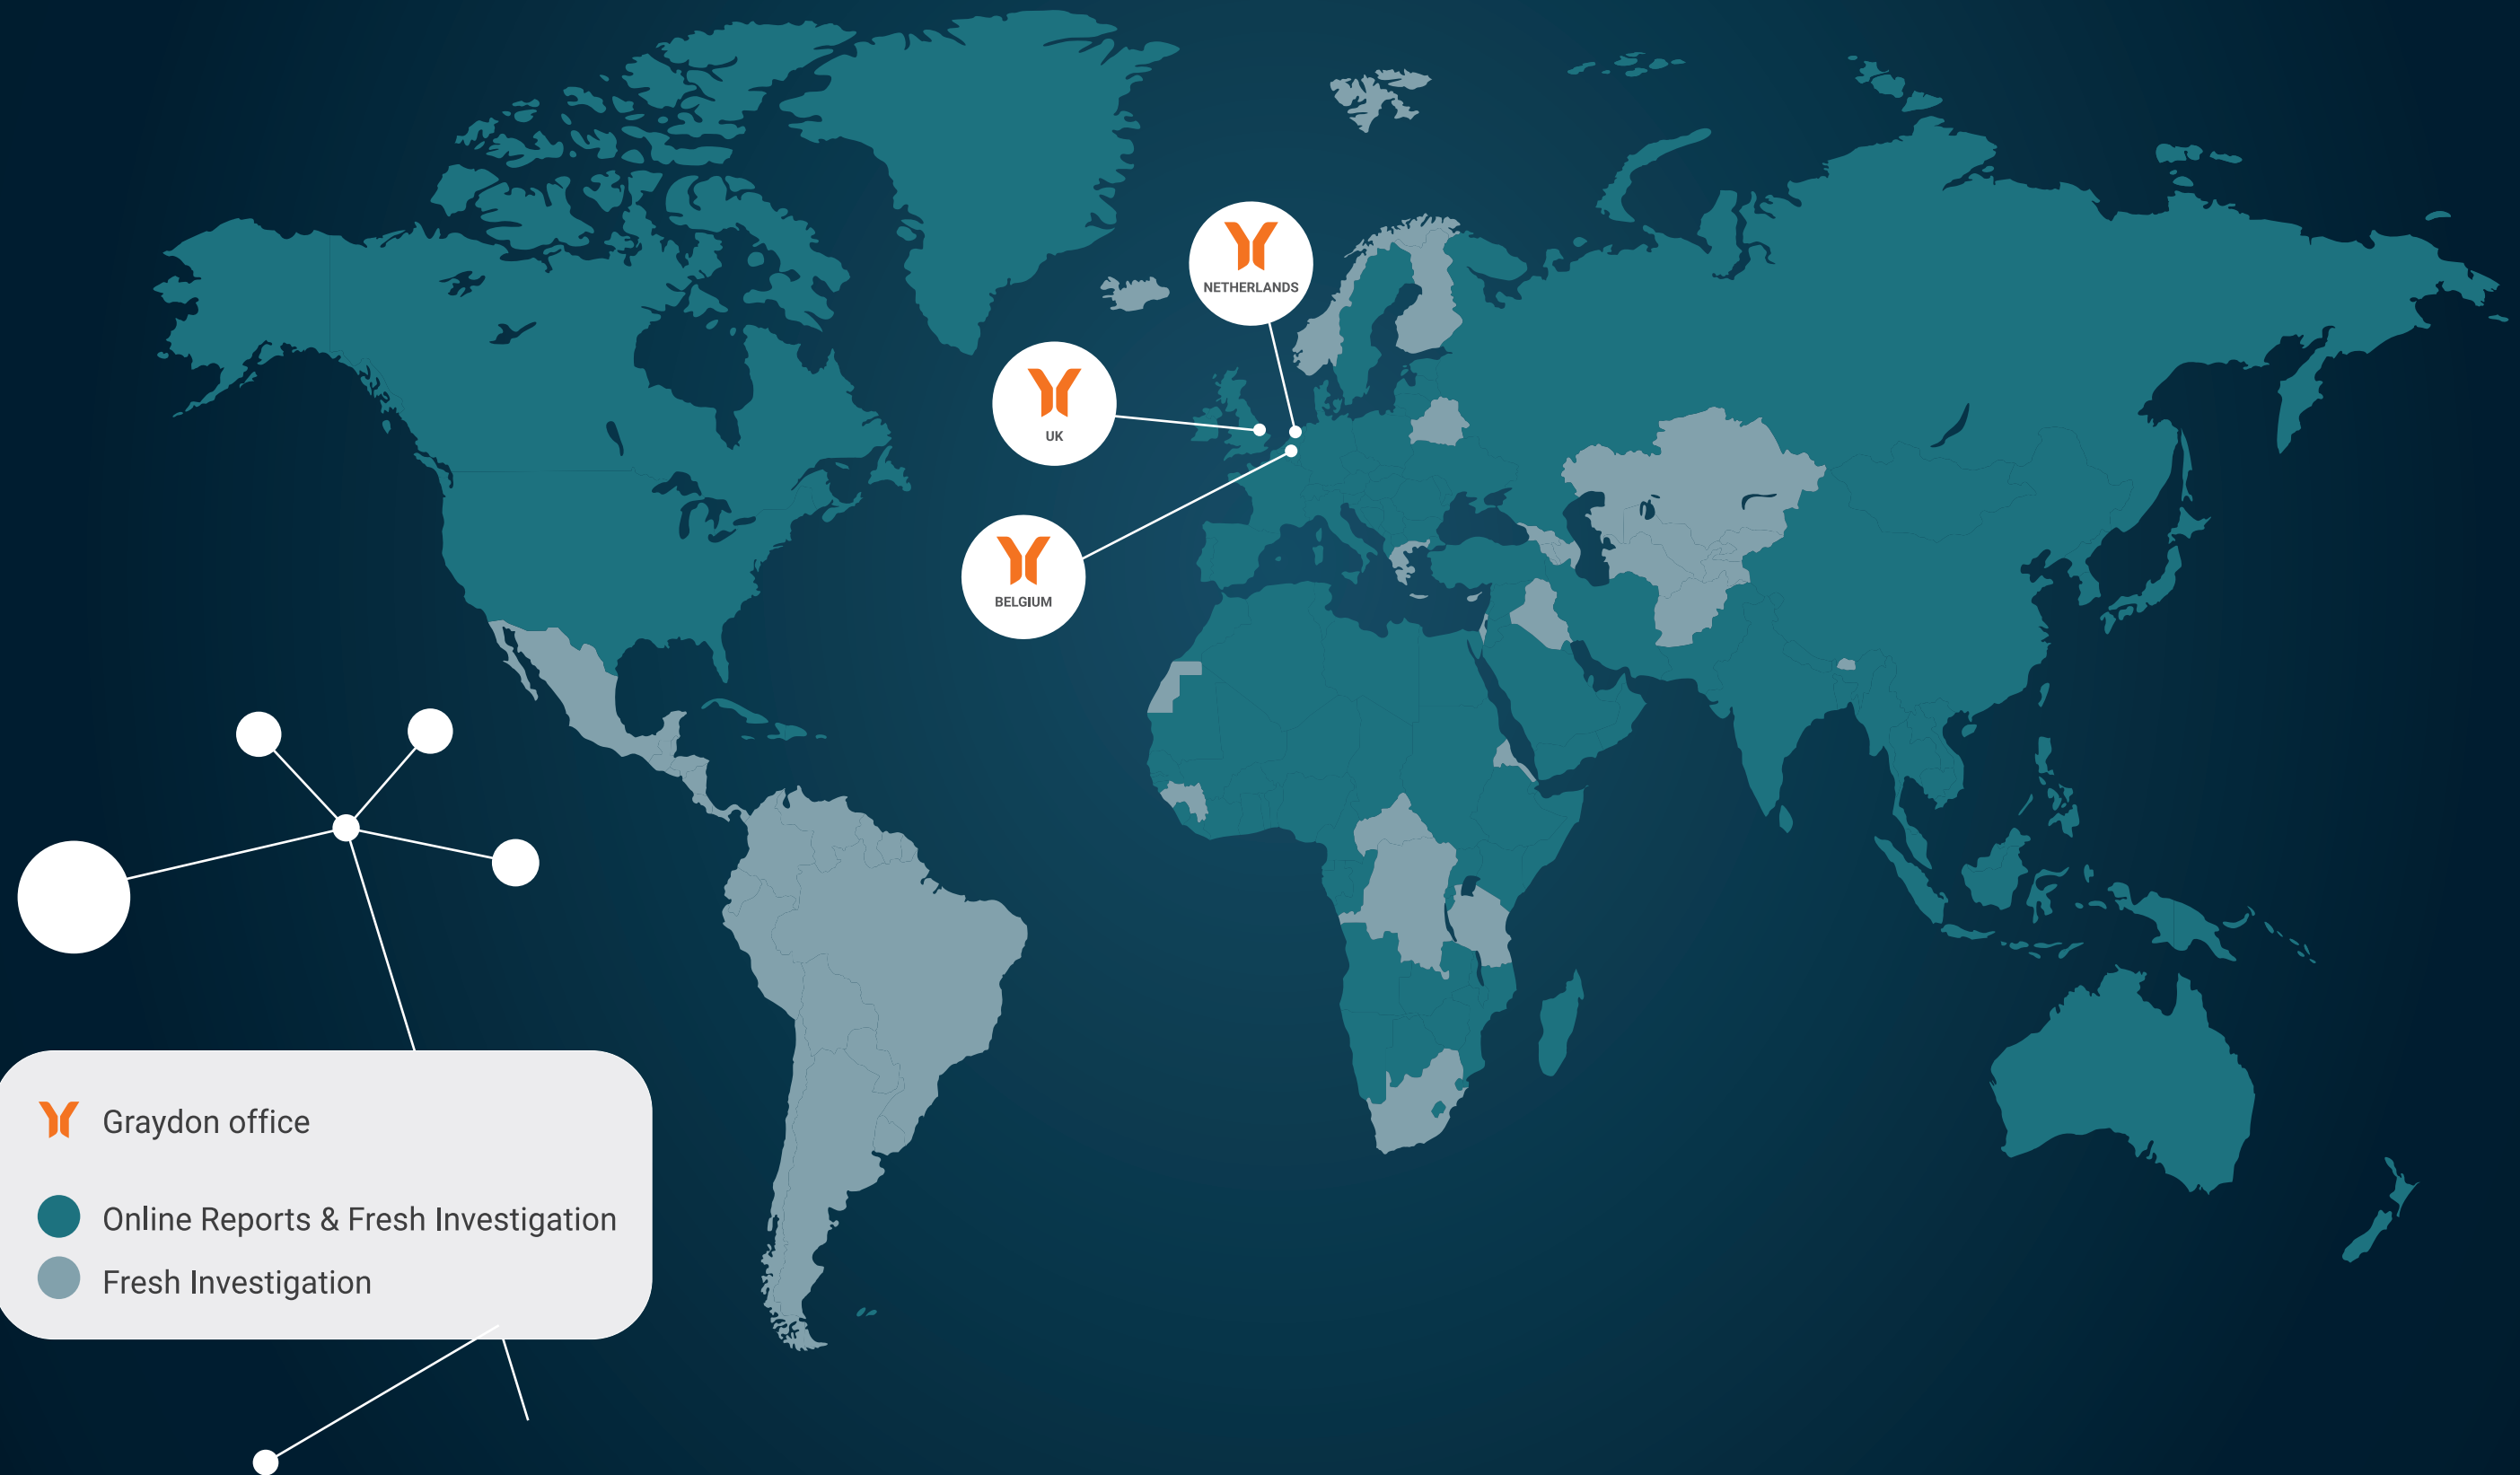 NETHERLANDS
UK
BELGIUM
Graydon office
Online Reports & Fresh Investigation
Fresh Investigation